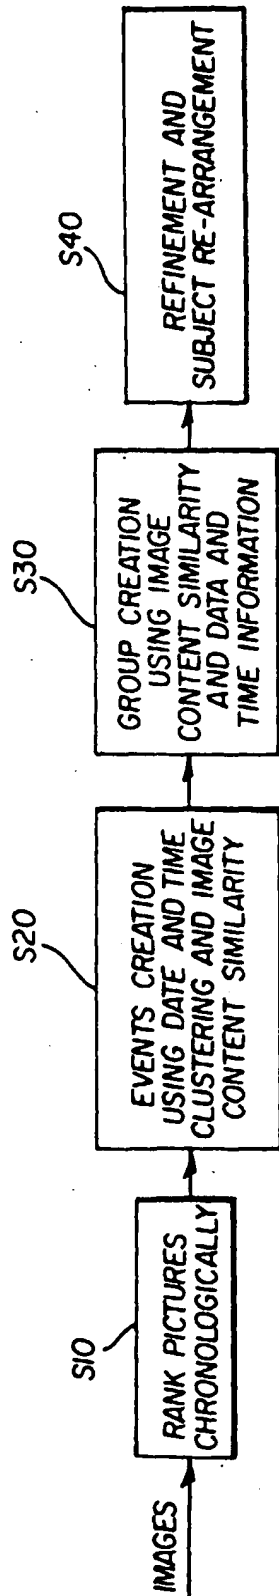 IMAGES
S10
RANK PICTURES
CHRONOLOGICALLY
S20
EVENTS CREATION
USING DATE AND TIME
CLUSTERING AND IMAGE
CONTENT SIMILARITY
S30
GROUP CREATION
USING IMAGE
CONTENT SIMILARITY
AND DATA AND
TIME INFORMATION
S40
REFINEMENT AND
SUBJECT RE-ARRANGEMENT